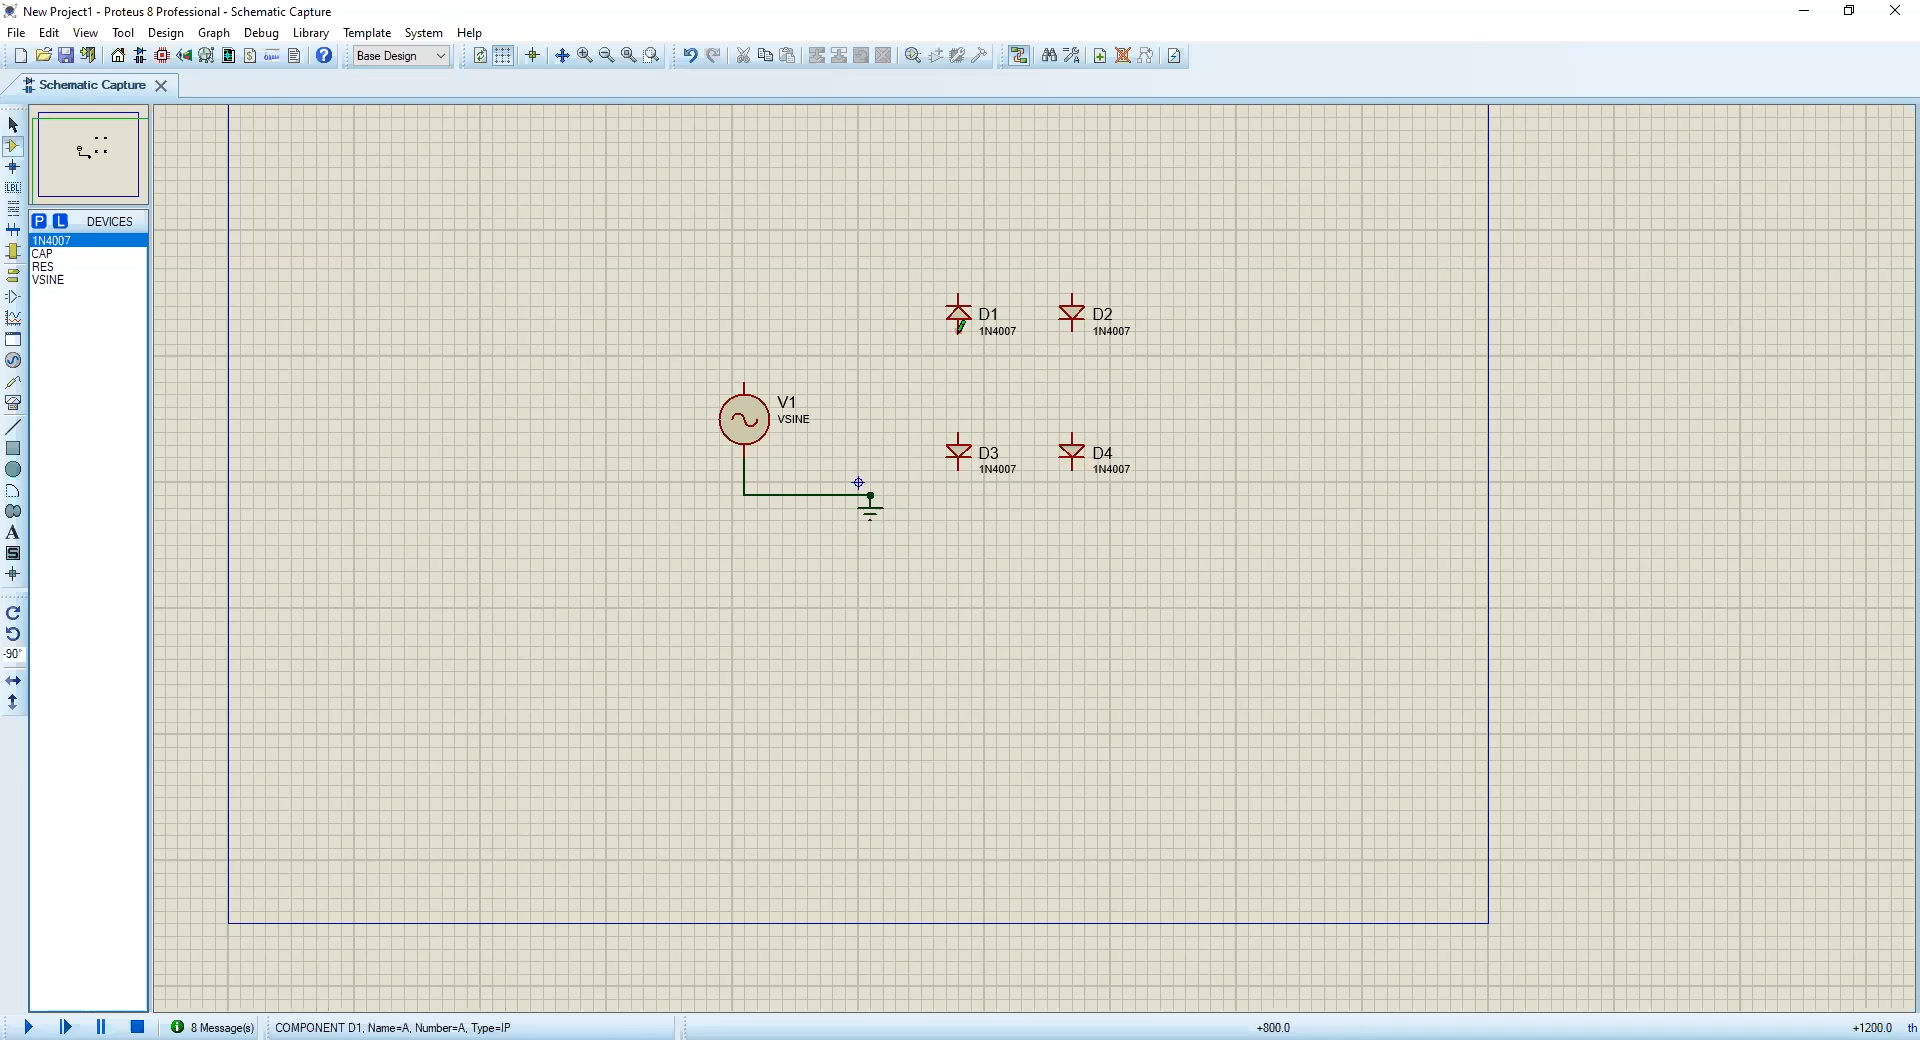 New Project1 - Proteus 8 Professional - Schematic Capture
File Edit View Tool Design Graph Debug Library Template System Help
Base Design
Schematic Capture
P L DEVICES
1N4007
CAP
RES
VSINE
LBL
A
S
-90°
D1
1N4007
D2
1N4007
V1
VSINE
D3
1N4007
D4
1N4007
8 Message(s)
COMPONENT D1, Name=A, Number=A, Type=IP
+800.0
+1200.0
th